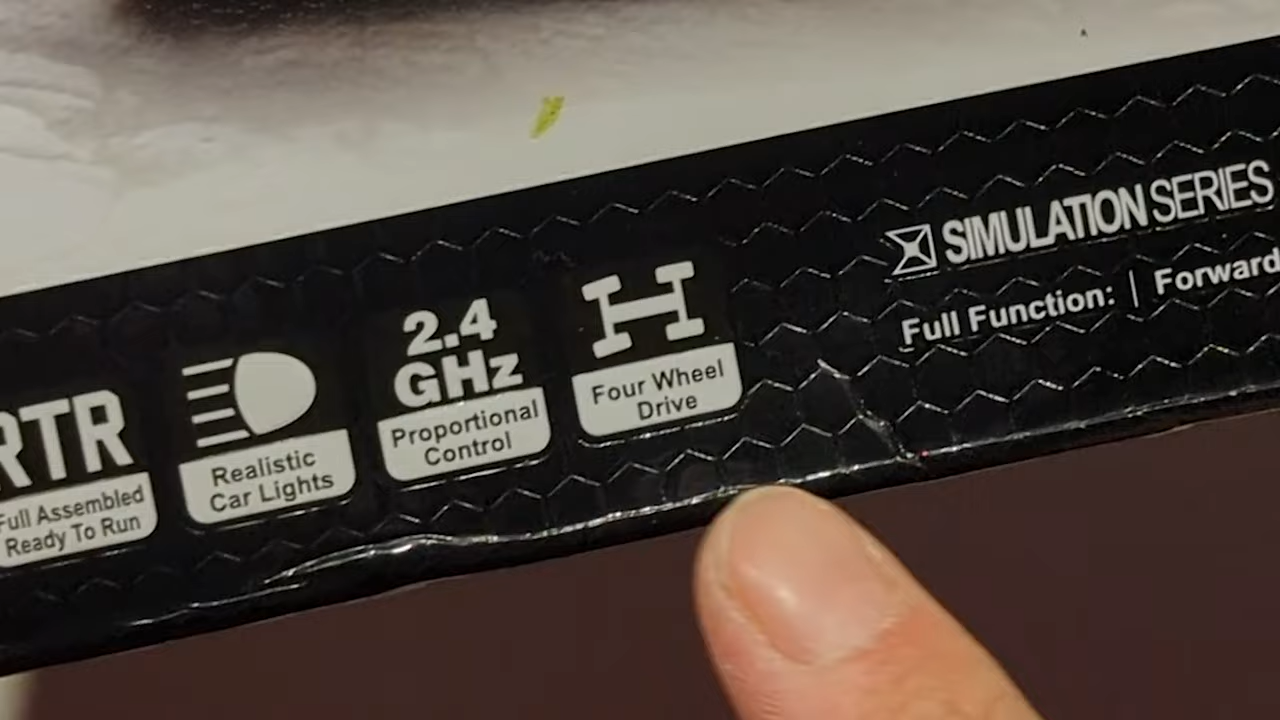 RTR
Full Assembled
Ready To Run
Realistic
Car Lights
2.4
GHz
Proportional
Control
Four Wheel
Drive
SIMULATION SERIES
Full Function: | Forward